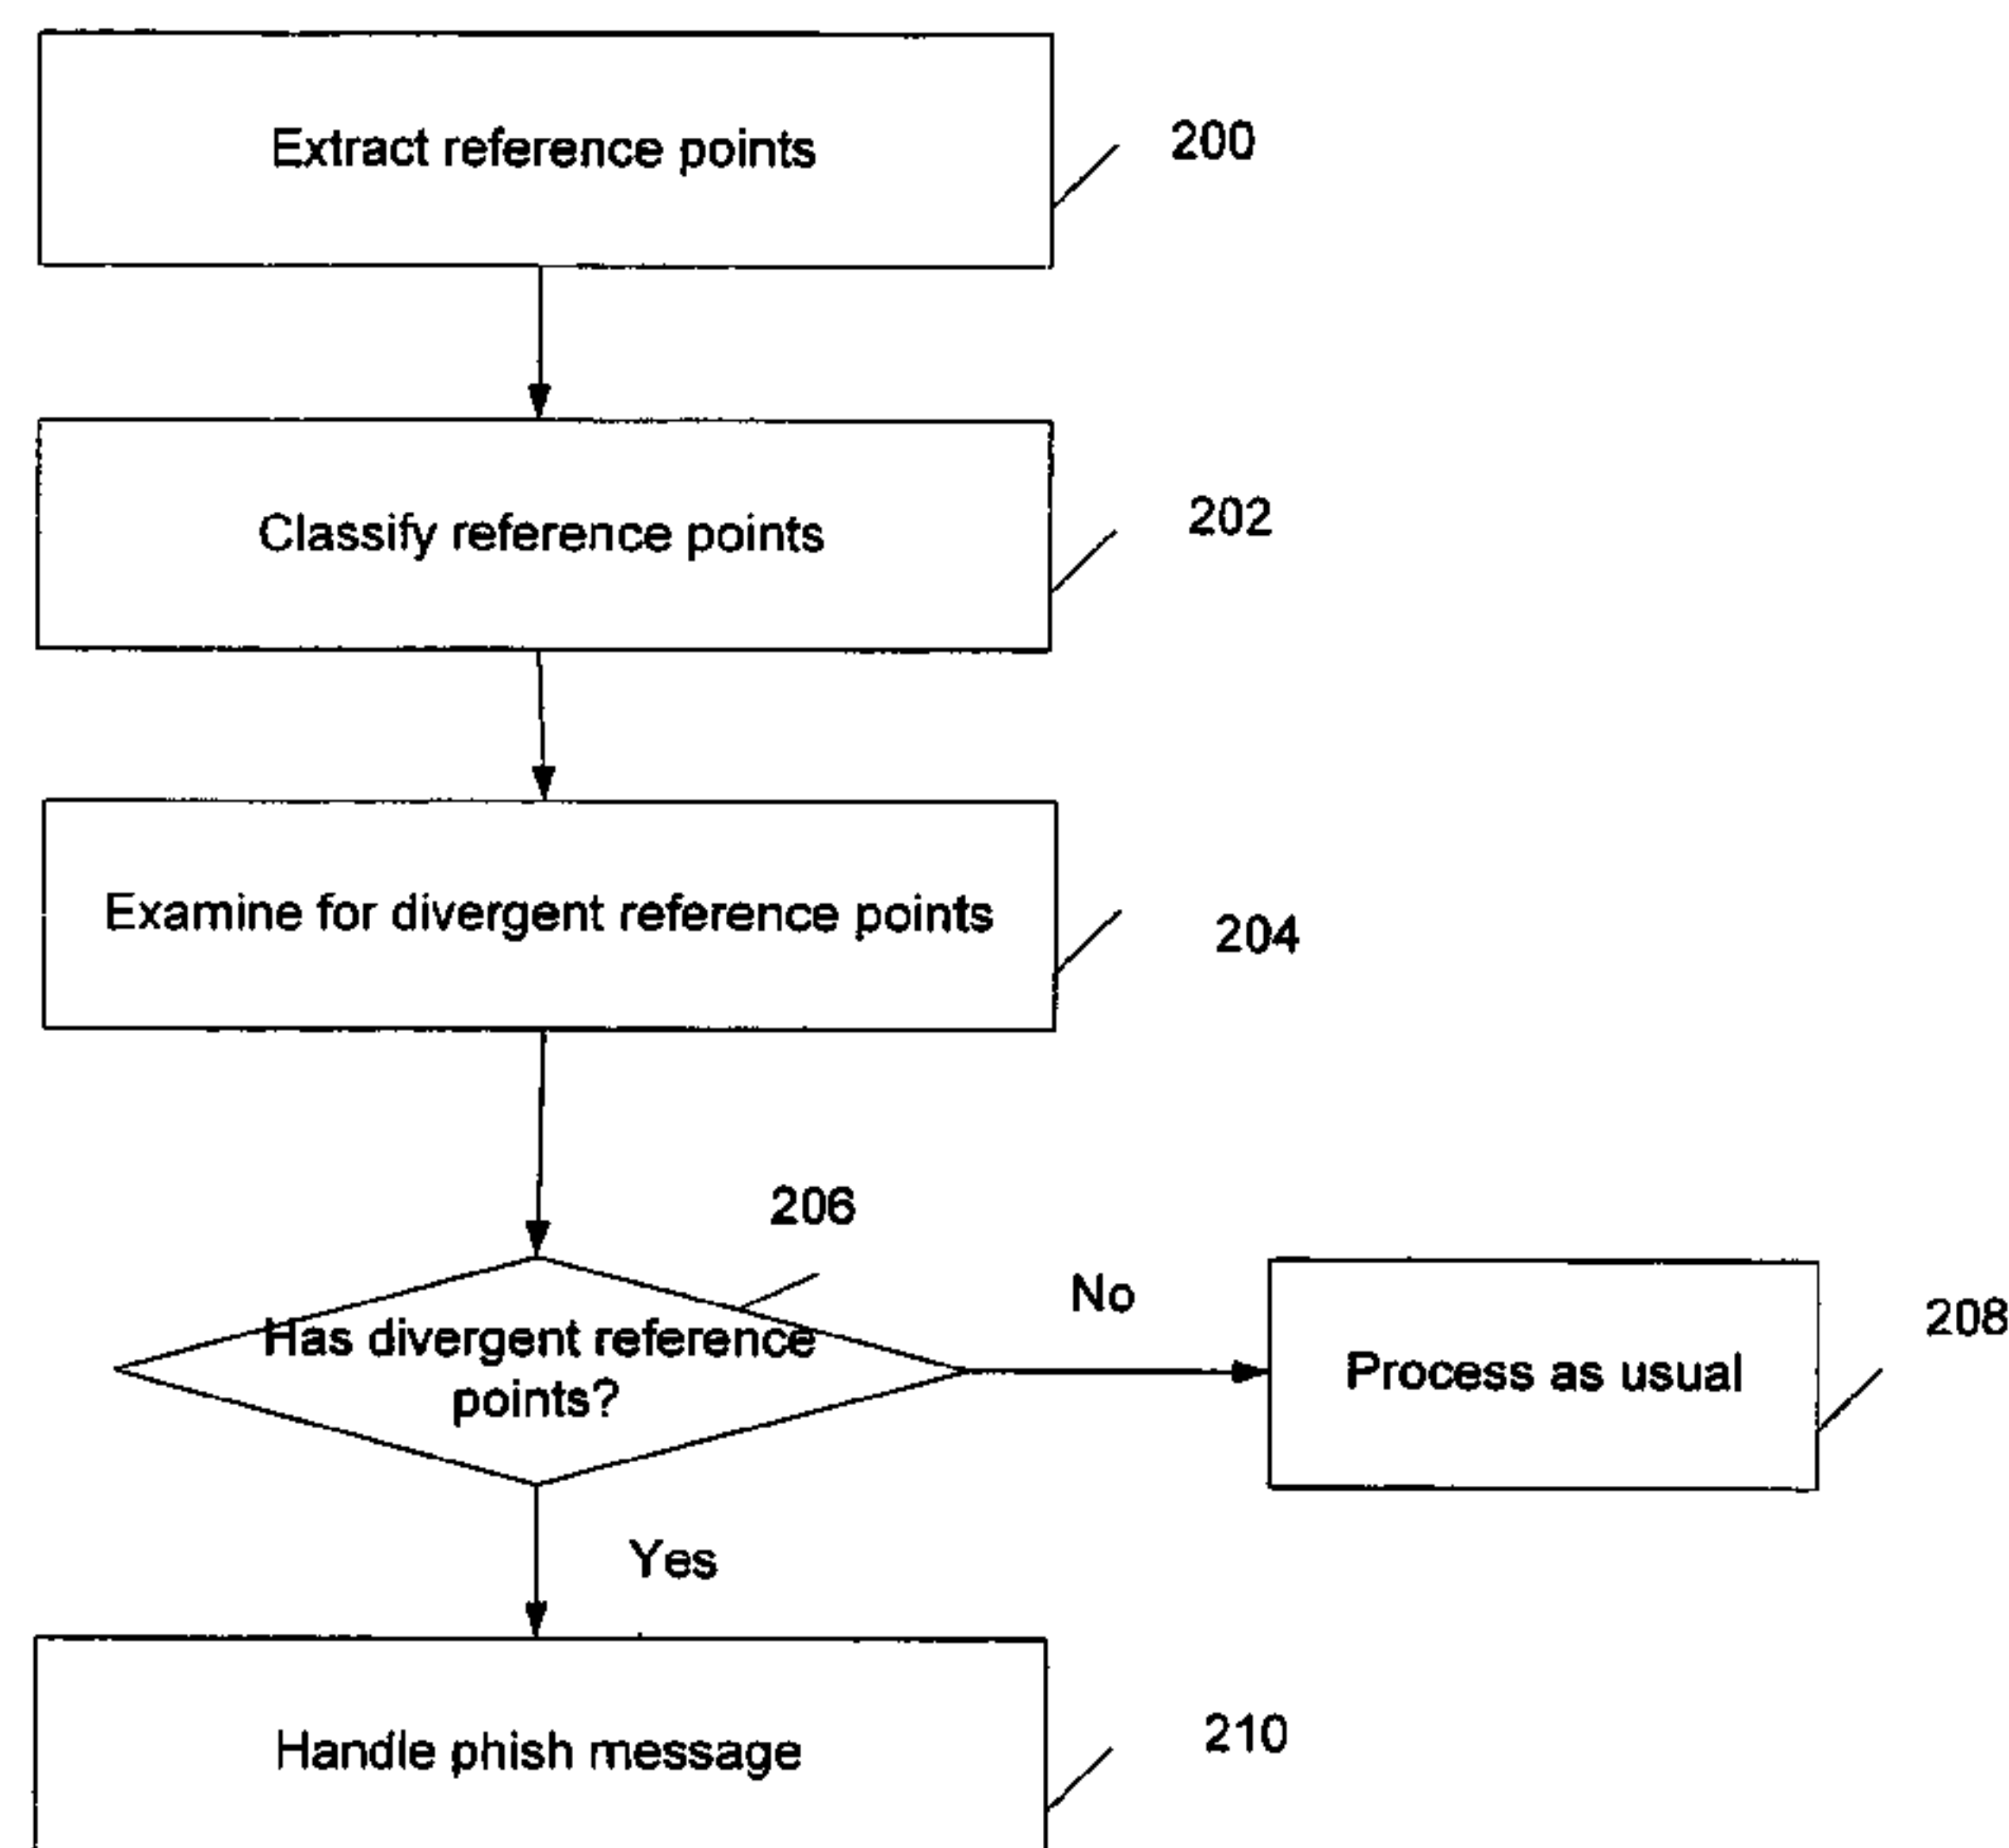 Extract reference points
200
Classify reference points
202
Examine for divergent reference points
204
206
Has divergent reference
points?
No
Process as usual
208
Yes
Handle phish message
210